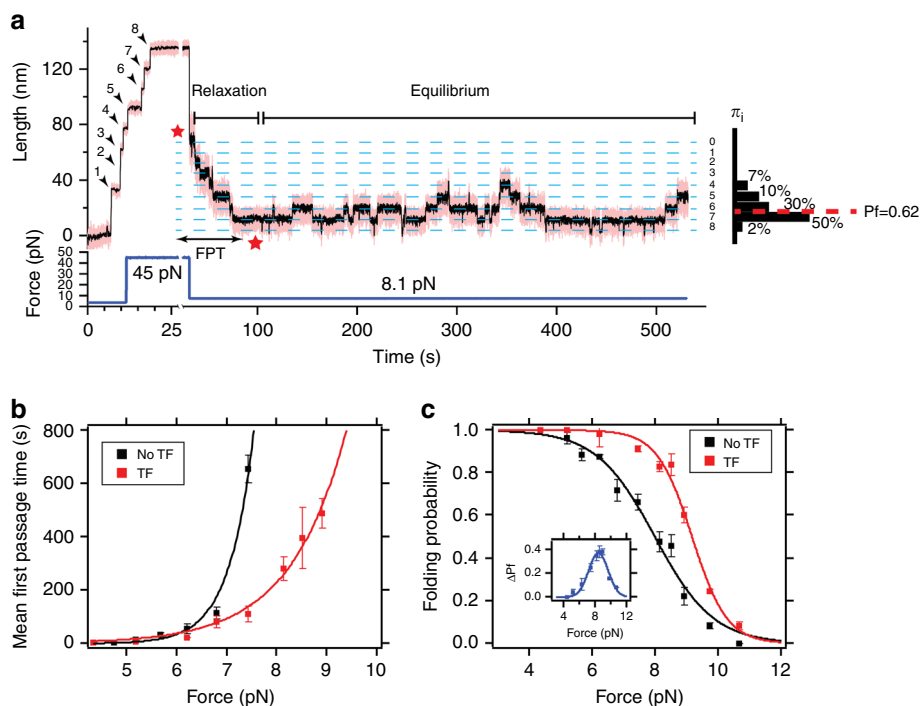 a
Length (nm)
120
80
40
0
1
2
3
4
5
6
7
8
Relaxation
Equilibrium
FPT
0
1
2
3
4
5
6
7
8
πi
7%
10%
30%
50%
2%
Pf=0.62
Force (pN)
50
40
30
20
10
0
45 pN
8.1 pN
0 25 100 200 300 400 500
Time (s)
b
Mean first passage time (s)
800
600
400
200
0
No TF
TF
5 6 7 8 9 10
Force (pN)
c
Folding probability
1.0
0.8
0.6
0.4
0.2
0.0
No TF
TF
ΔPf
0.4
0.2
0.0
4 8 12
Force (pN)
4 6 8 10 12
Force (pN)